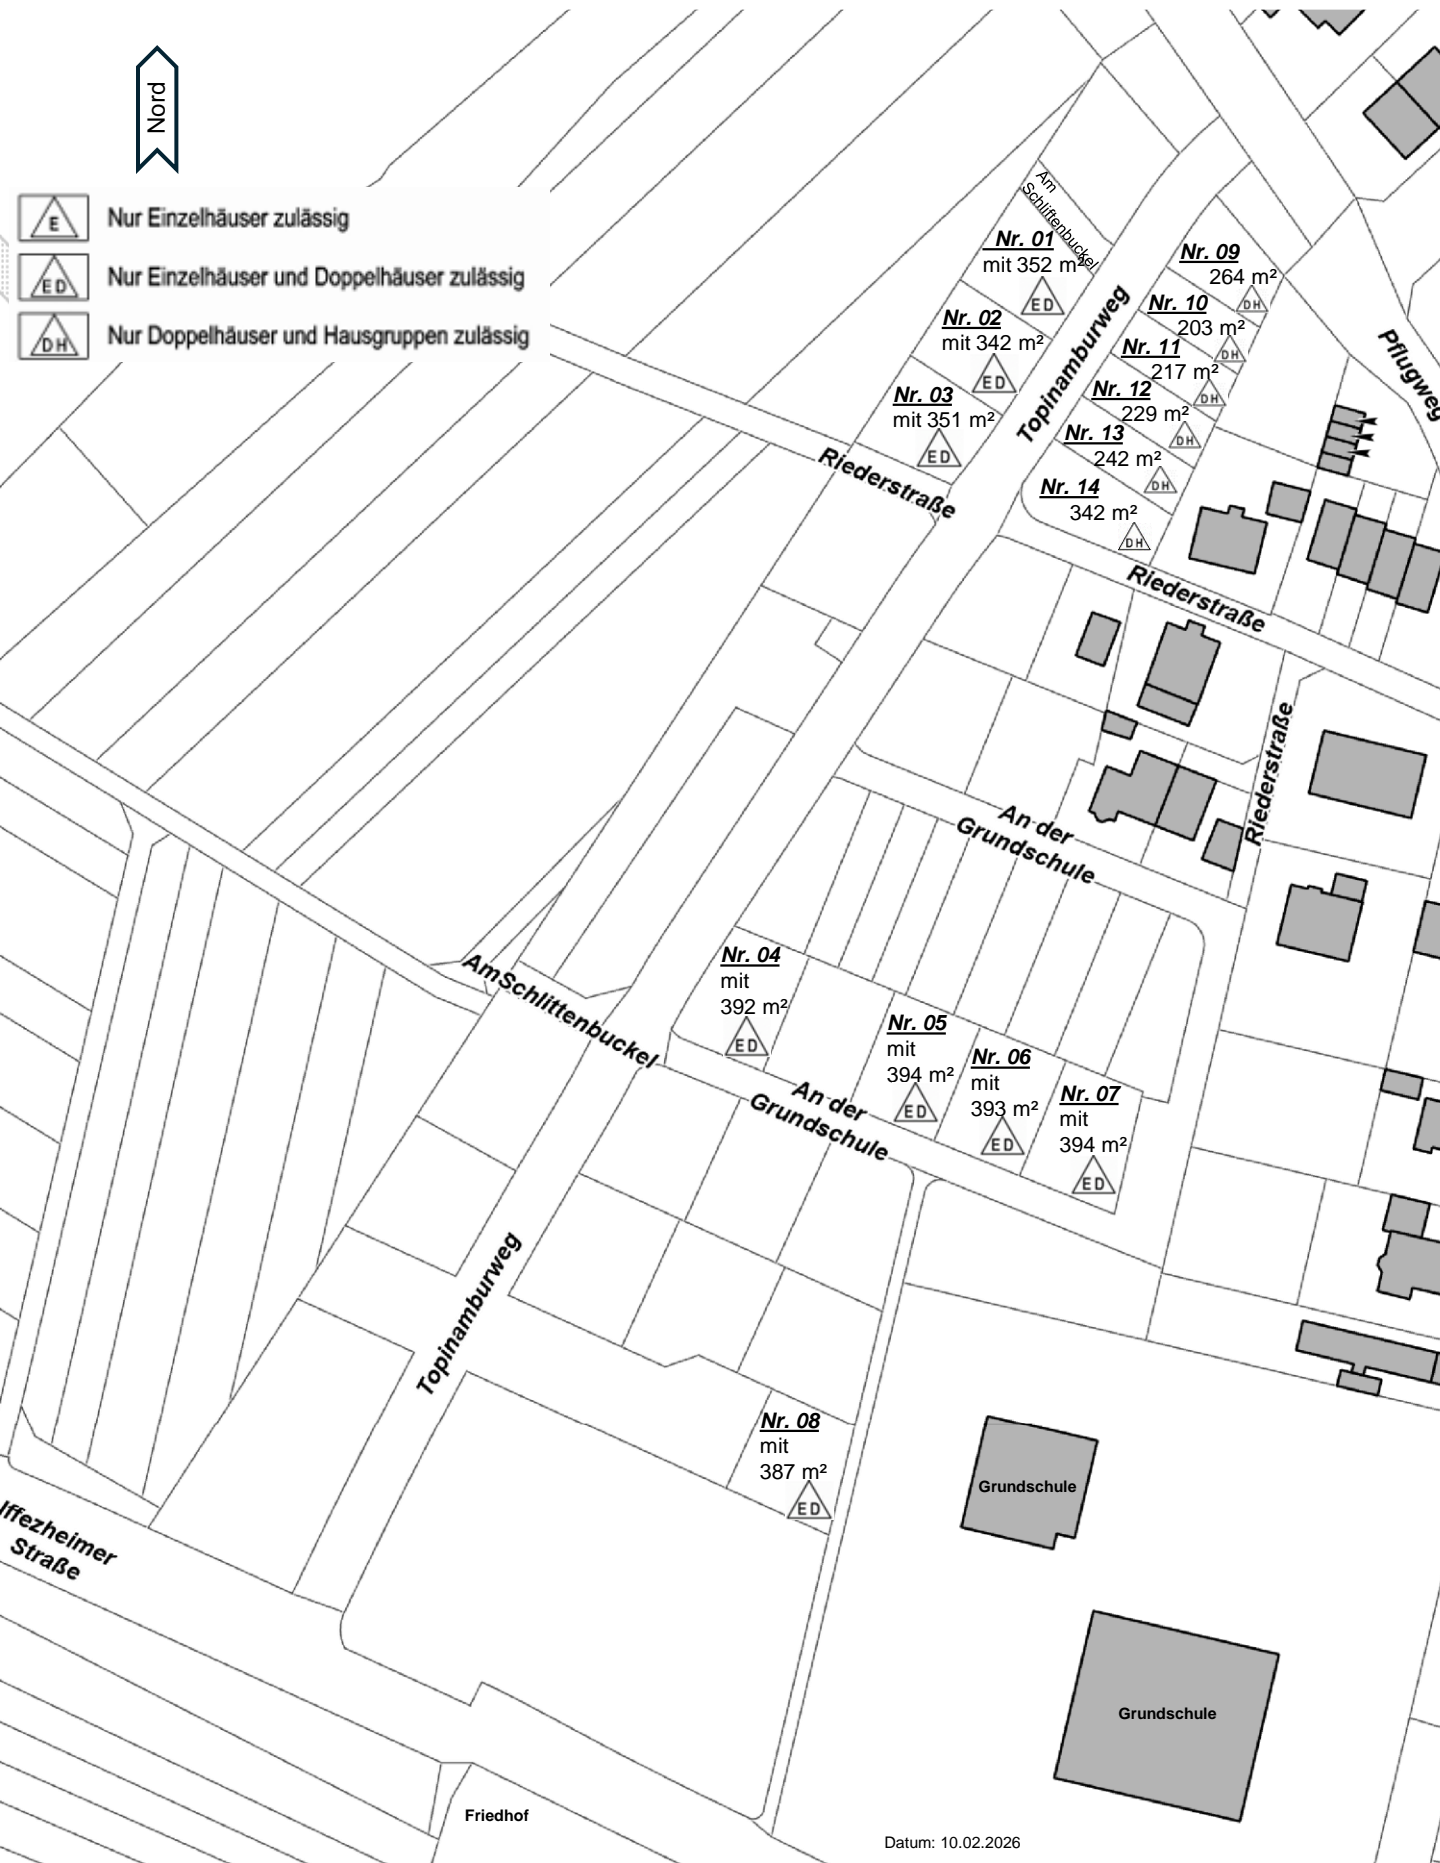 Nord
E
Nur Einzelhäuser zulässig
ED
Nur Einzelhäuser und Doppelhäuser zulässig
DH
Nur Doppelhäuser und Hausgruppen zulässig
Am
Schliftenbuckel
Nr. 01
mit 352 m²
ED
Nr. 02
mit 342 m²
ED
Nr. 03
mit 351 m²
ED
Topinamburweg
Nr. 09
264 m²
DH
Nr. 10
203 m²
DH
Nr. 11
217 m²
DH
Nr. 12
229 m²
DH
Nr. 13
242 m²
DH
Nr. 14
342 m²
DH
Pflugweg
Riederstraße
Riederstraße
Riederstraße
An der
Grundschule
Nr. 04
mit
392 m²
ED
AmSchlittenbuckel
Nr. 05
mit
394 m²
ED
Nr. 06
mit
393 m²
ED
Nr. 07
mit
394 m²
ED
An der
Grundschule
Topinamburweg
Nr. 08
mit
387 m²
ED
Grundschule
Iffezheimer
Straße
Grundschule
Friedhof
Datum: 10.02.2026